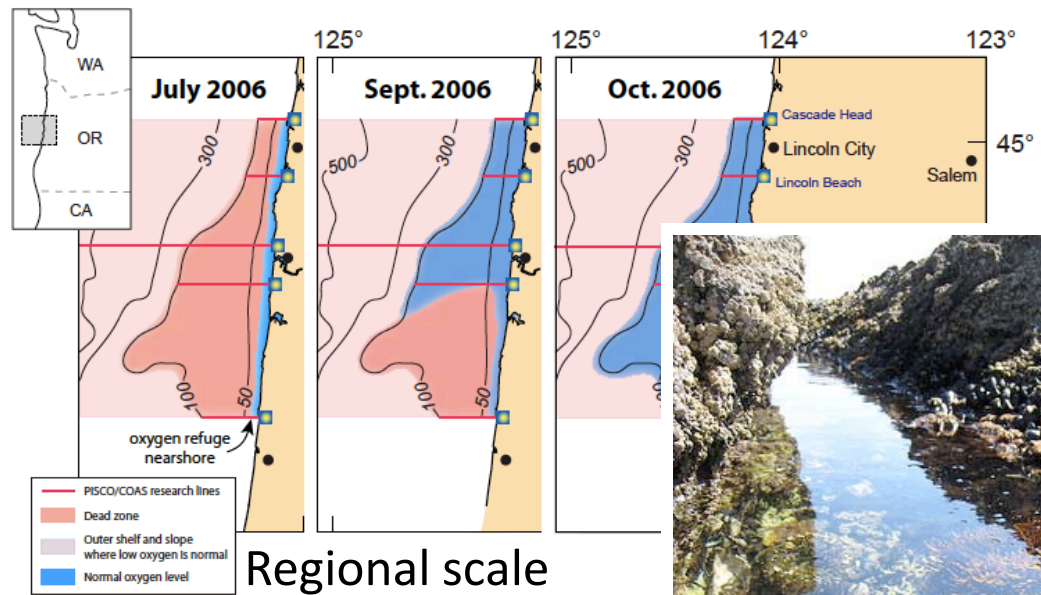 125°
125°
124°
123°
WA
OR
CA
July 2006
Sept. 2006
Oct. 2006
300
500
300
500
300
Cascade Head
Lincoln City
Lincoln Beach
45°
Salem
100
50
100
50
oxygen refuge
nearshore
PISCO/COAS research lines
Dead zone
Outer shelf and slope
where low oxygen is normal
Normal oxygen level
Regional scale